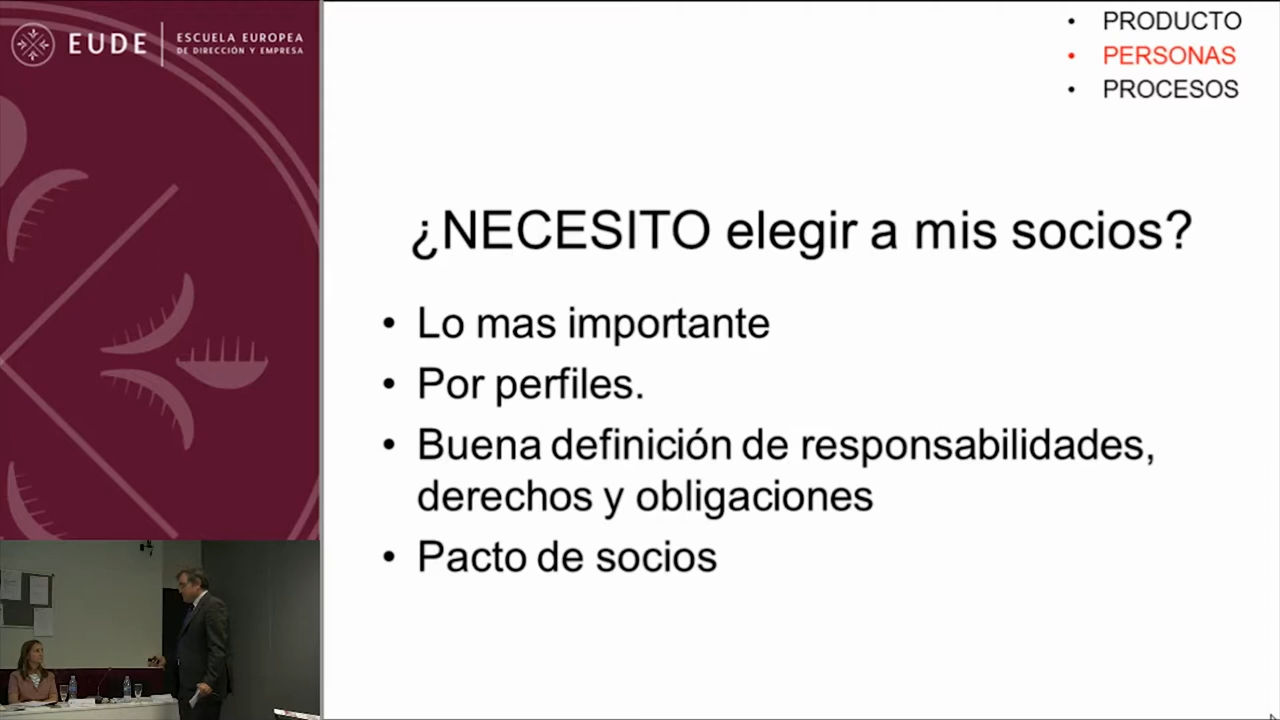 EUDE
ESCUELA EUROPEA
DE DIRECCIÓN Y EMPRESA
• PRODUCTO
• PERSONAS
• PROCESOS
¿NECESITO elegir a mis socios?
• Lo mas importante
• Por perfiles.
• Buena definición de responsabilidades,
derechos y obligaciones
• Pacto de socios